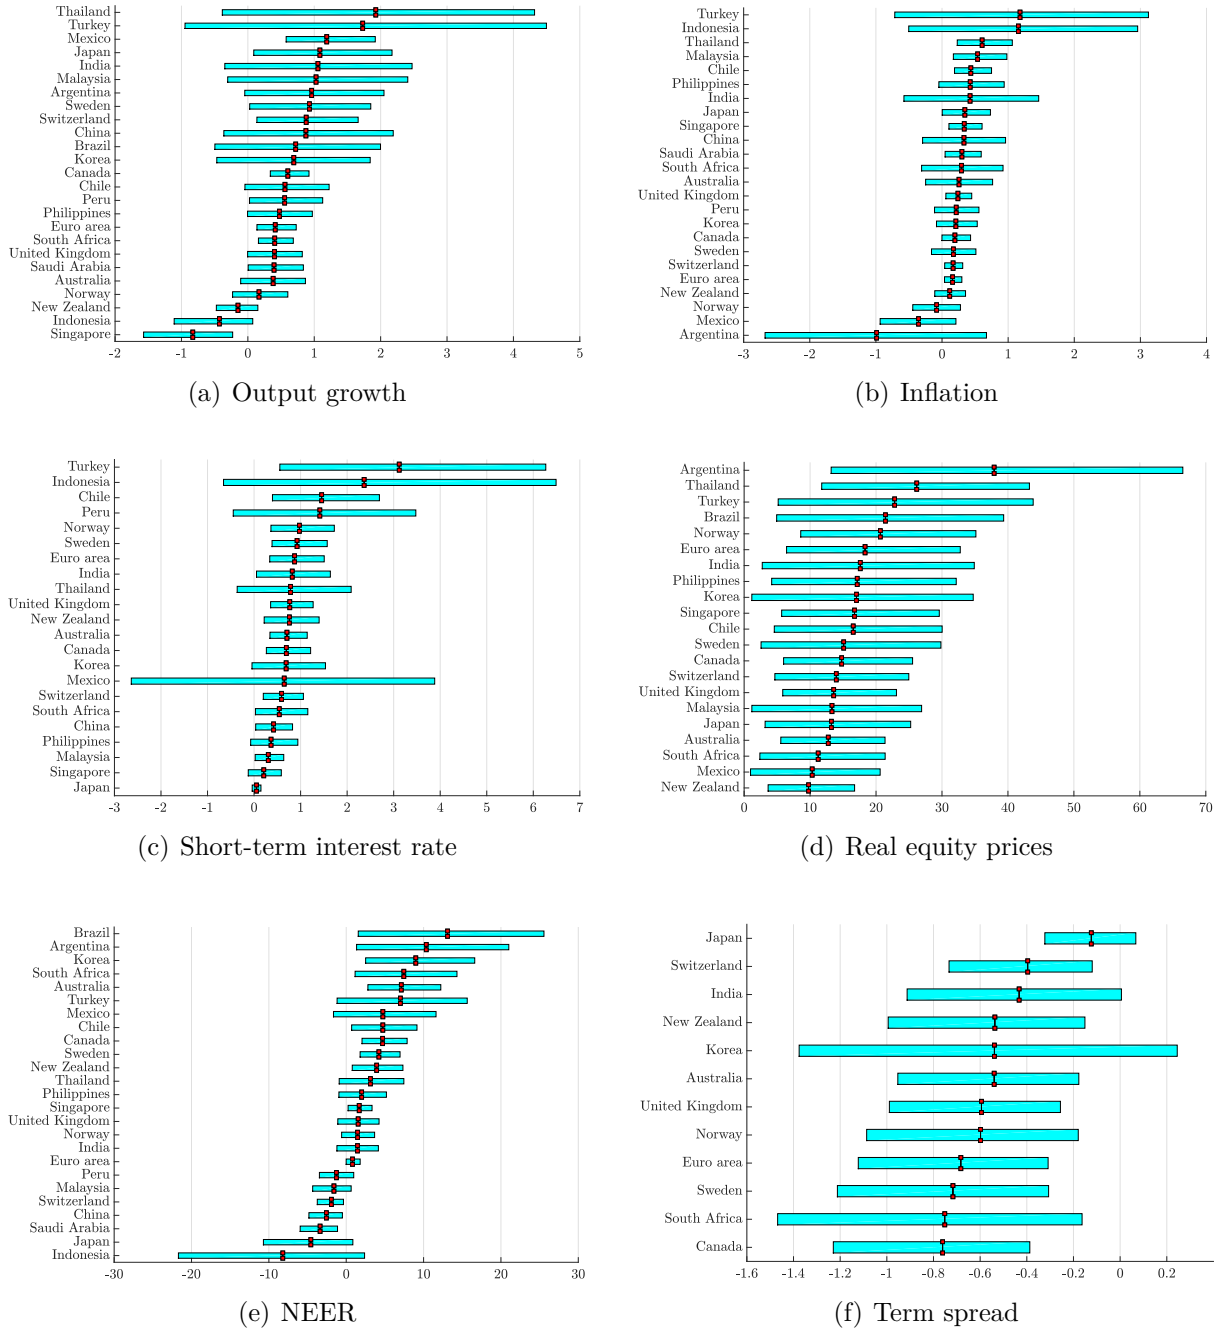 Thailand
Turkey
Mexico
Japan
India
Malaysia
Argentina
Sweden
Switzerland
China
Brazil
Korea
Canada
Chile
Peru
Philippines
Euro area
South Africa
United Kingdom
Saudi Arabia
Australia
Norway
New Zealand
Indonesia
Singapore
-2 -1 0 1 2 3 4 5
(a) Output growth
Turkey
Indonesia
Thailand
Malaysia
Chile
Philippines
India
Japan
Singapore
China
Saudi Arabia
South Africa
Australia
United Kingdom
Peru
Korea
Canada
Sweden
Switzerland
Euro area
New Zealand
Norway
Mexico
Argentina
-3 -2 -1 0 1 2 3 4
(b) Inflation
Turkey
Indonesia
Chile
Peru
Norway
Sweden
Euro area
India
Thailand
United Kingdom
New Zealand
Australia
Canada
Korea
Mexico
Switzerland
South Africa
China
Philippines
Malaysia
Singapore
Japan
-3 -2 -1 0 1 2 3 4 5 6 7
(c) Short-term interest rate
Argentina
Thailand
Turkey
Brazil
Norway
Euro area
India
Philippines
Korea
Singapore
Chile
Sweden
Canada
Switzerland
United Kingdom
Malaysia
Japan
Australia
South Africa
Mexico
New Zealand
0 10 20 30 40 50 60 70
(d) Real equity prices
Brazil
Argentina
Korea
South Africa
Australia
Turkey
Mexico
Chile
Canada
Sweden
New Zealand
Thailand
Philippines
Singapore
United Kingdom
Norway
India
Euro area
Peru
Malaysia
Switzerland
China
Saudi Arabia
Japan
Indonesia
-30 -20 -10 0 10 20 30
(e) NEER
Japan
Switzerland
India
New Zealand
Korea
Australia
United Kingdom
Norway
Euro area
Sweden
South Africa
Canada
-1.6 -1.4 -1.2 -1 -0.8 -0.6 -0.4 -0.2 0 0.2
(f) Term spread